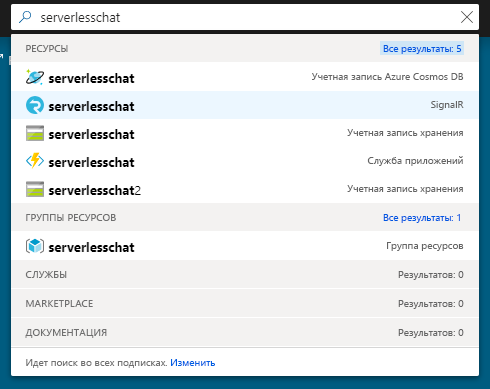 serverlesschat
РЕСУРСЫ Все результаты: 5
serverlesschat Учетная запись Azure Cosmos DB
serverlesschat SignalR
serverlesschat Учетная запись хранения
serverlesschat Служба приложений
serverlesschat2 Учетная запись хранения
ГРУППЫ РЕСУРСОВ Все результаты: 1
serverlesschat Группа ресурсов
СЛУЖБЫ Результатов: 0
MARKETPLACE Результатов: 0
ДОКУМЕНТАЦИЯ Результатов: 0
Идет поиск во всех подписках. Изменить